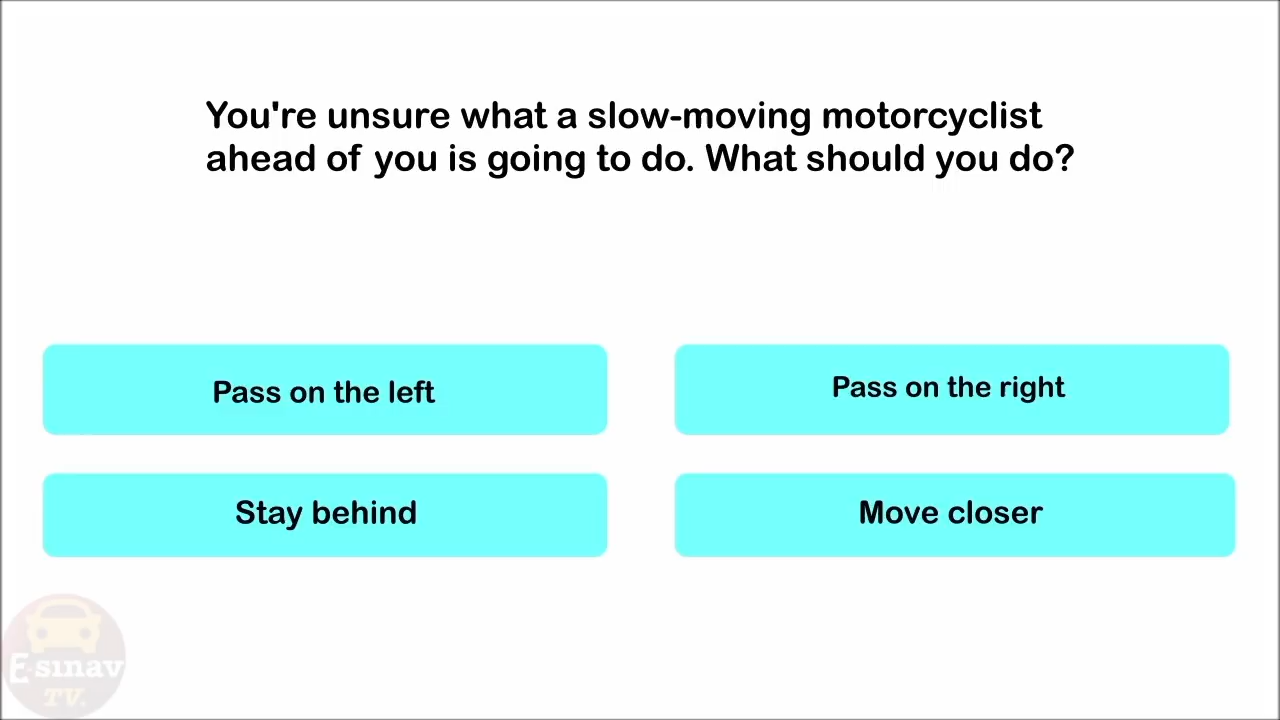 You're unsure what a slow-moving motorcyclist
ahead of you is going to do. What should you do?
Pass on the left
Pass on the right
Stay behind
Move closer
E-sınav
TV.